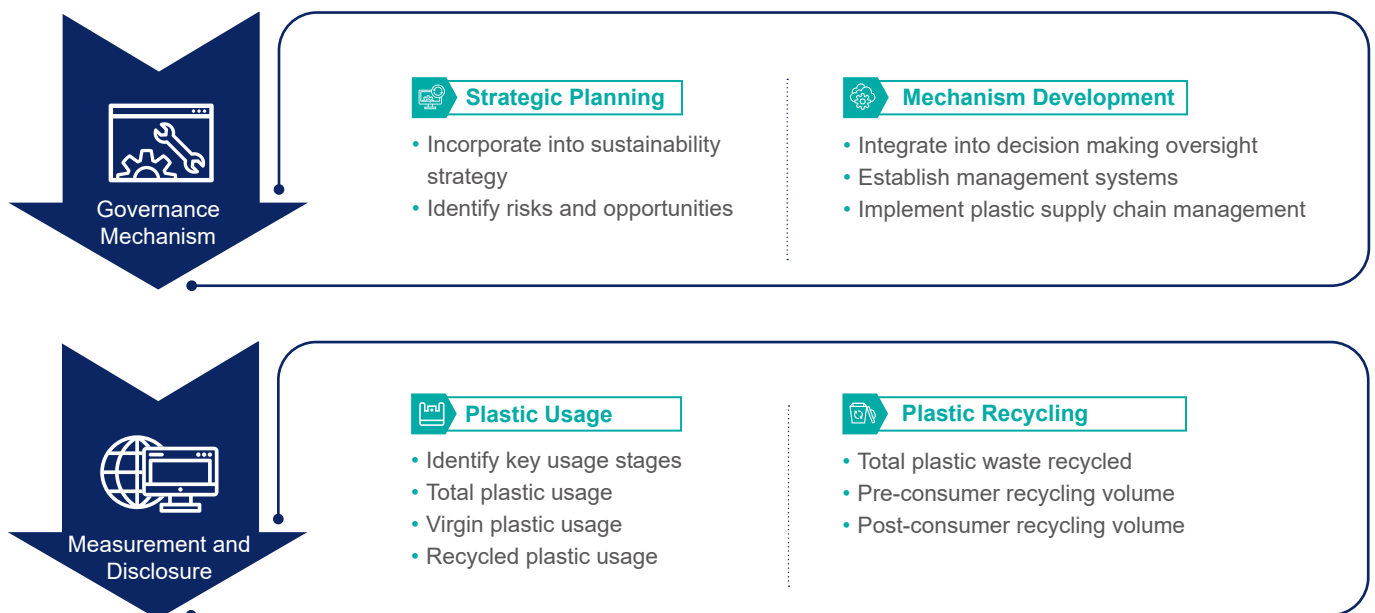 Governance
Mechanism
Strategic Planning
• Incorporate into sustainability
strategy
• Identify risks and opportunities
Mechanism Development
• Integrate into decision making oversight
• Establish management systems
• Implement plastic supply chain management
Measurement and
Disclosure
Plastic Usage
• Identify key usage stages
• Total plastic usage
• Virgin plastic usage
• Recycled plastic usage
Plastic Recycling
• Total plastic waste recycled
• Pre-consumer recycling volume
• Post-consumer recycling volume